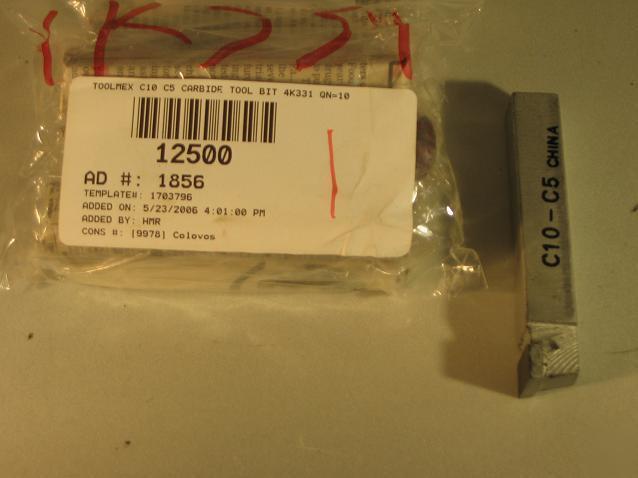 TOOLMEX C10 C5 CARBIDE TOOL BIT 4K331 QN=10
12500
AD #: 1856
TEMPLATE#: 1703796
ADDED ON: 5/23/2006 4:01:00 PM
ADDED BY: HMR
CONS #: [9978] Colovos
C10-C5 CHINA